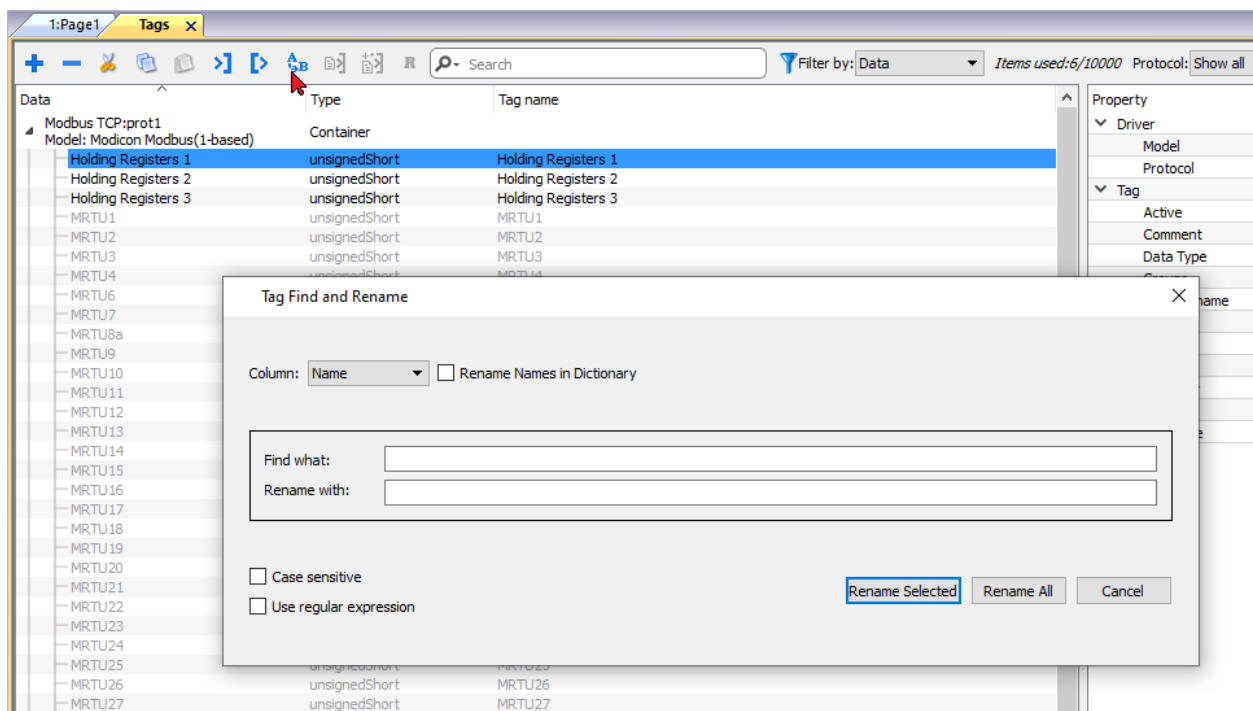 1:Page1 Tags
Search Filter by: Data Items used:6/10000 Protocol: Show all
Data Type Tag name
Modbus TCP:prot1
Model: Modicon Modbus(1-based) Container
Holding Registers 1 unsignedShort Holding Registers 1
Holding Registers 2 unsignedShort Holding Registers 2
Holding Registers 3 unsignedShort Holding Registers 3
MRTU1 unsignedShort MRTU1
MRTU2 unsignedShort MRTU2
MRTU3 unsignedShort MRTU3
MRTU4 unsignedShort MRTU4
MRTU6
MRTU7
MRTU8a
MRTU9
MRTU10
MRTU11
MRTU12
MRTU13
MRTU14
MRTU15
MRTU16
MRTU17
MRTU18
MRTU19
MRTU20
MRTU21
MRTU22
MRTU23
MRTU24
MRTU25 unsignedShort MRTU25
MRTU26 unsignedShort MRTU26
MRTU27 unsignedShort MRTU27
Property
Driver
Model
Protocol
Tag
Active
Comment
Data Type
name
Tag Find and Rename
Column: Name Rename Names in Dictionary
Find what:
Rename with:
Case sensitive
Use regular expression
Rename Selected Rename All Cancel